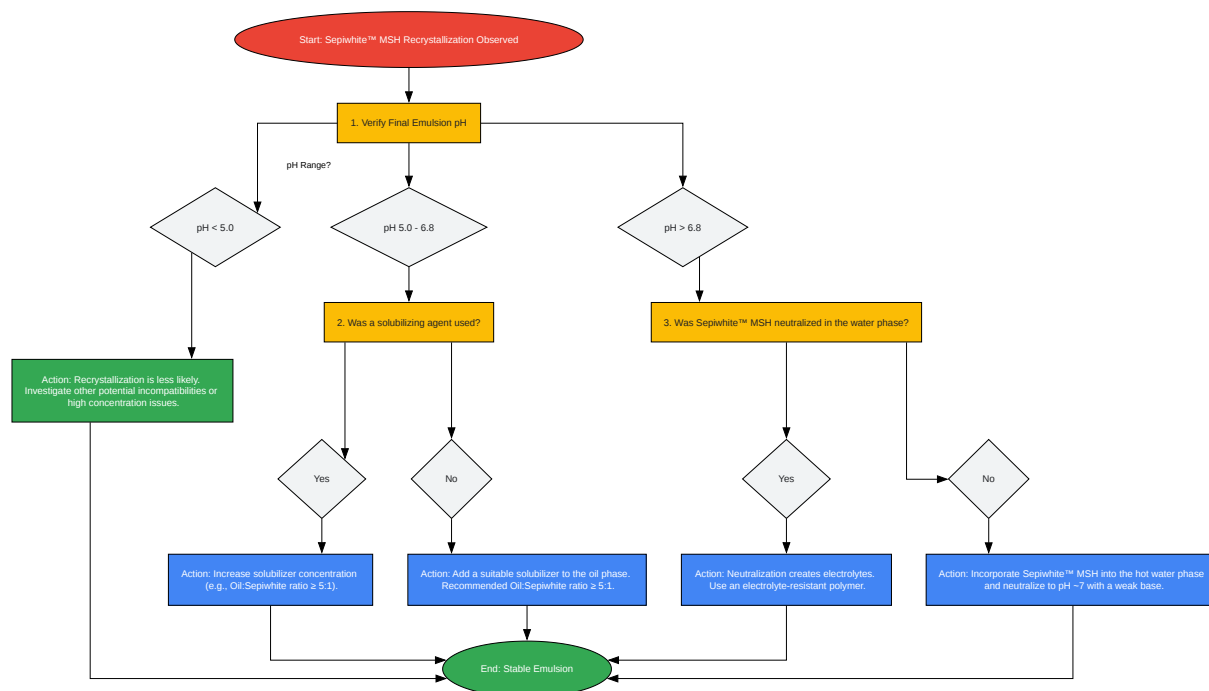 Start: Sepiwhite™ MSH Recrystallization Observed
1. Verify Final Emulsion pH
pH Range?
pH < 5.0
pH 5.0 - 6.8
pH > 6.8
2. Was a solubilizing agent used?
3. Was Sepiwhite™ MSH neutralized in the water phase?
Action: Recrystallization is less likely.
Investigate other potential incompatibilities or
high concentration issues.
Yes
No
Yes
No
Action: Increase solubilizer concentration
(e.g., Oil:Sepiwhite ratio ≥ 5:1).
Action: Add a suitable solubilizer to the oil phase.
Recommended Oil:Sepiwhite ratio ≥ 5:1.
Action: Neutralization creates electrolytes.
Use an electrolyte-resistant polymer.
Action: Incorporate Sepiwhite™ MSH into the hot water phase
and neutralize to pH ~7 with a weak base.
End: Stable Emulsion